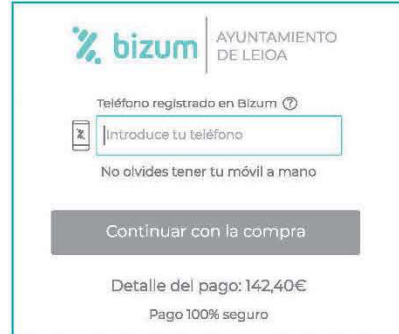 bizum
AYUNTAMIENTO
DE LEIOA
Teléfono registrado en Bizum ?
Introduce tu teléfono
No olvides tener tu móvil a mano
Continuar con la compra
Detalle del pago: 142,40€
Pago 100% seguro